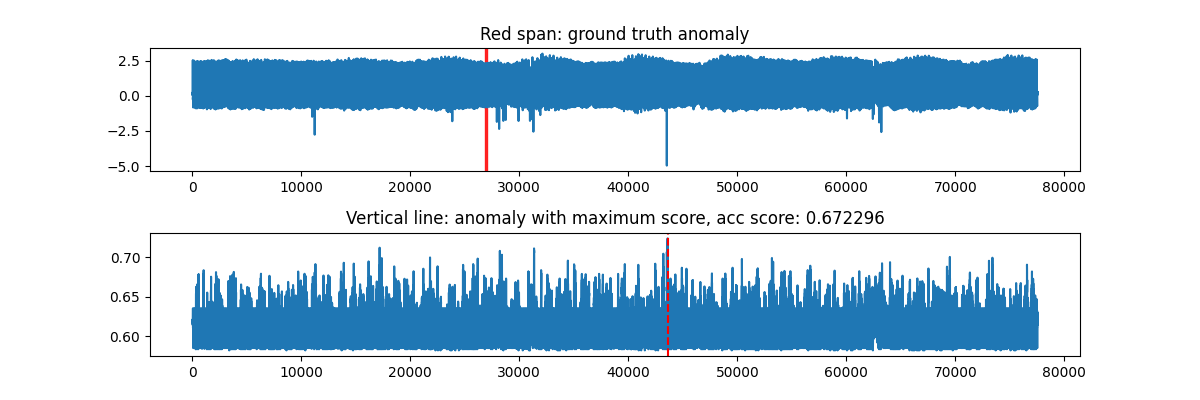 Red span: ground truth anomaly
2.5
0.0
−2.5
−5.0
0 10000 20000 30000 40000 50000 60000 70000 80000
Vertical line: anomaly with maximum score, acc score: 0.672296
0.70
0.65
0.60
0 10000 20000 30000 40000 50000 60000 70000 80000